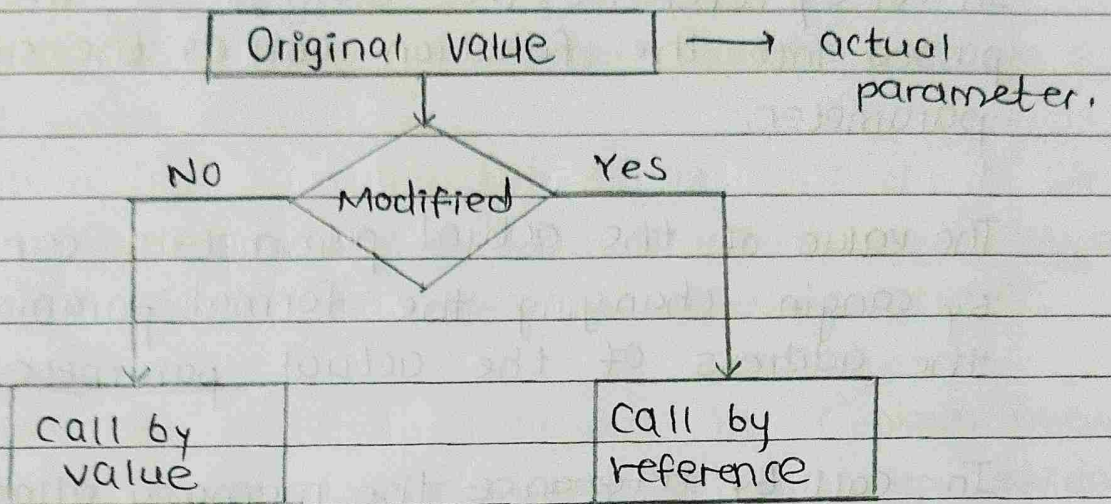 Original value → actual
parameter.
NO
Yes
Modified
call by
value
call by
reference